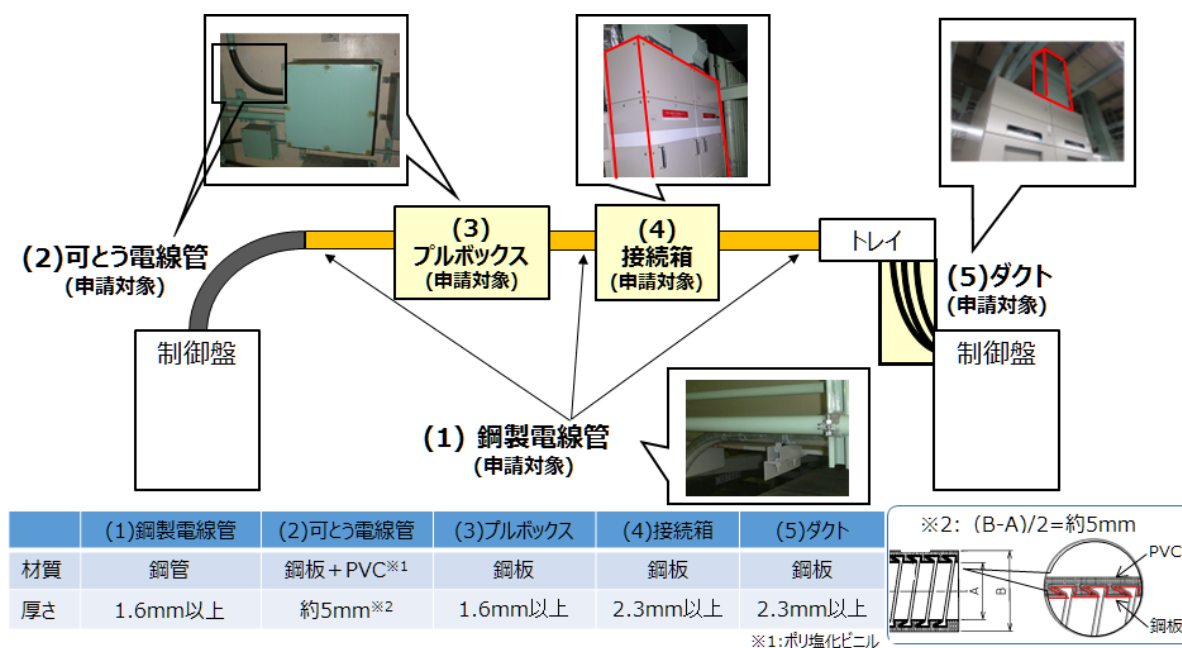 (3)
プルボックス
(申請対象)
(4)
接続箱
(申請対象)
トレイ
(2)可とう電線管
(申請対象)
(5)ダクト
(申請対象)
制御盤
制御盤
(1) 鋼製電線管
(申請対象)
(1)鋼製電線管 (2)可とう電線管 (3)プルボックス (4)接続箱 (5)ダクト
材質 鋼管 鋼板+PVC※1 鋼板 鋼板 鋼板
厚さ 1.6mm以上 約5mm※2 1.6mm以上 2.3mm以上 2.3mm以上
※1:ポリ塩化ビニル
※2: (B-A)/2=約5mm
PVC
A
B
鋼板